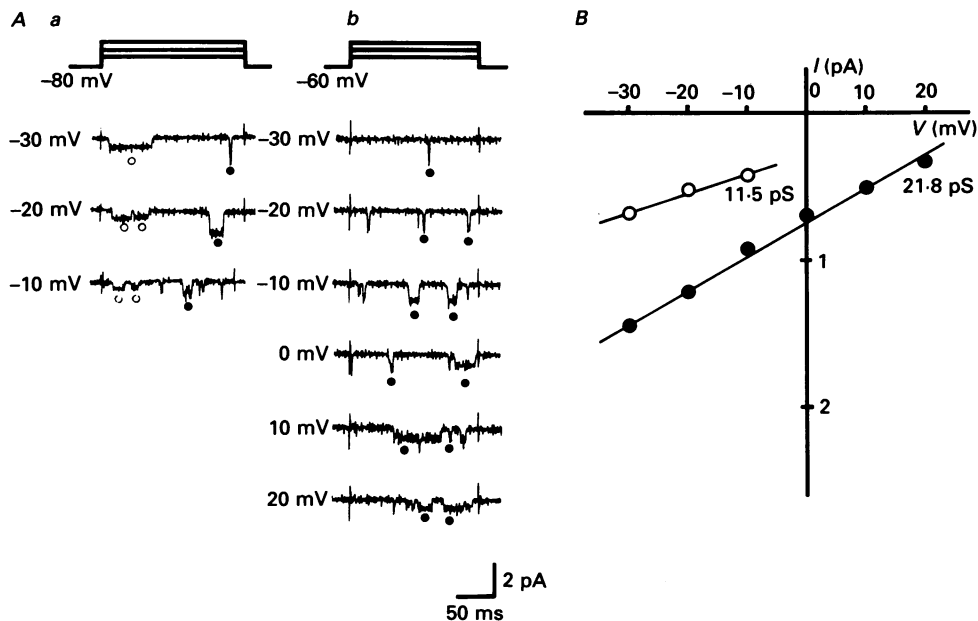 A a b
−80 mV
−60 mV
−30 mV
−20 mV
−10 mV
−30 mV
−20 mV
−10 mV
0 mV
10 mV
20 mV
2 pA
50 ms
B
I (pA)
−30 −20 −10 0 10 20
V (mV)
11·5 pS
21·8 pS
1
2